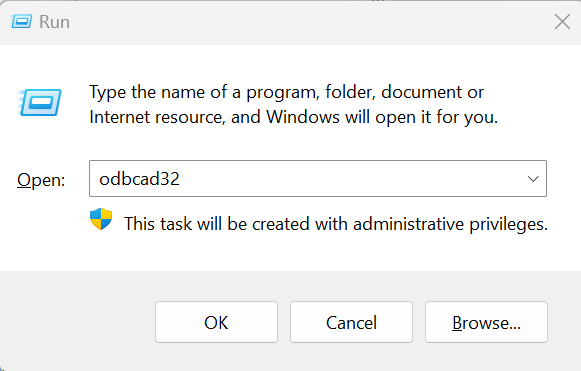 Run
Type the name of a program, folder, document or
Internet resource, and Windows will open it for you.
Open: odbcad32
This task will be created with administrative privileges.
OK Cancel Browse...